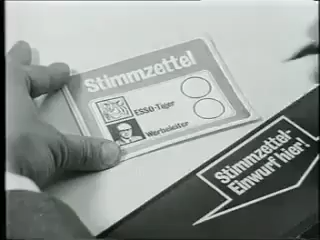 Stimmzettel
ESSO-Tiger
Werbeleiter
Stimmzettel-
Einwurf hier!